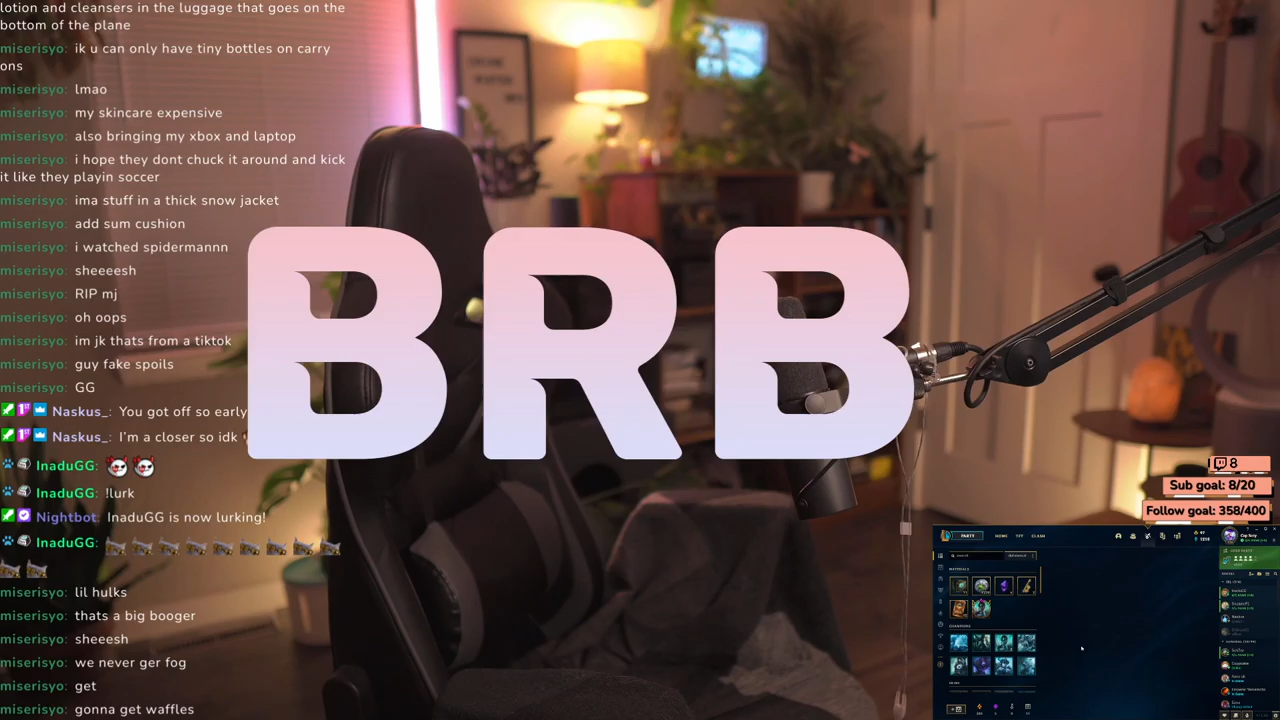 lotion and cleansers in the luggage that goes on the
bottom of the plane
miserisyo: ik u can only have tiny bottles on carry
ons
miserisyo: lmao
miserisyo: my skincare expensive
miserisyo: also bringing my xbox and laptop
miserisyo: i hope they dont chuck it around and kick
it like they playin soccer
miserisyo: ima stuff in a thick snow jacket
miserisyo: add sum cushion
miserisyo: i watched spidermannn
miserisyo: sheeeesh
miserisyo: RIP mj
miserisyo: oh oops
miserisyo: im jk thats from a tiktok
miserisyo: guy fake spoils
miserisyo: GG
Naskus_: You got off so early
Naskus_: I'm a closer so idk
InaduGG:
InaduGG: !lurk
Nightbot: InaduGG is now lurking!
InaduGG:
miserisyo: lil hulks
miserisyo: thats a big booger
miserisyo: sheeesh
miserisyo: we never ger fog
miserisyo: get
miserisyo: gonna get waffles
BRB
8
Sub goal: 8/20
Follow goal: 358/400
PARTY
HOME
TFT
CLASH
MATERIALS